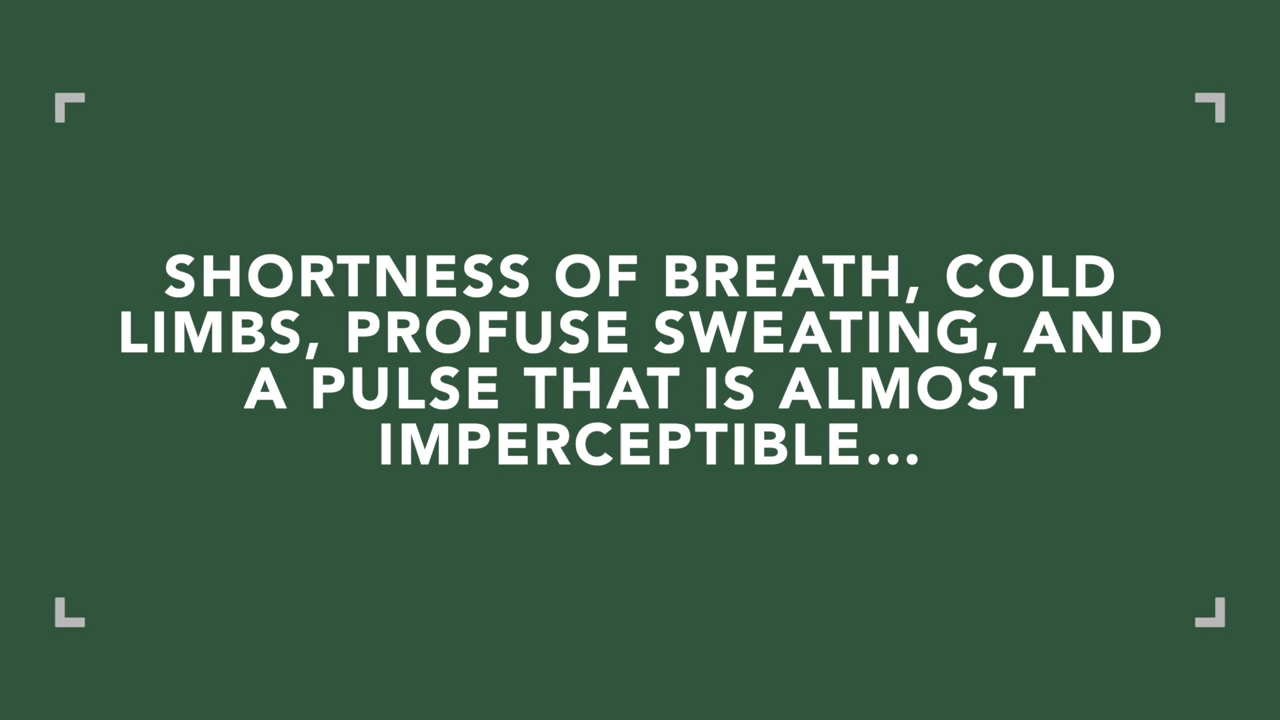 SHORTNESS OF BREATH, COLD
LIMBS, PROFUSE SWEATING, AND
A PULSE THAT IS ALMOST
IMPERCEPTIBLE...